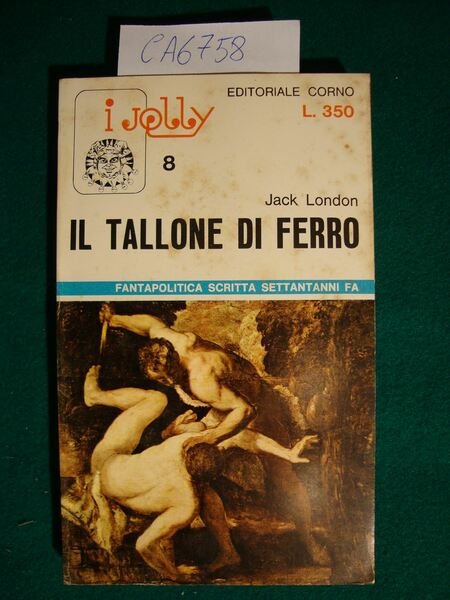 CA6758
EDITORIALE CORNO
i Jolly
L. 350
8
Jack London
IL TALLONE DI FERRO
FANTAPOLITICA SCRITTA SETTANTANNI FA